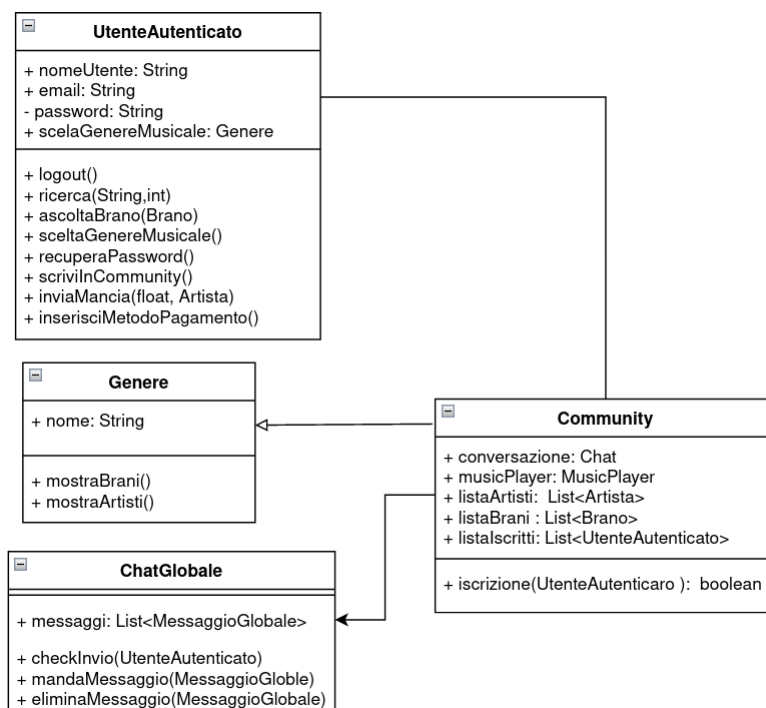 UtenteAutenticato
+ nomeUtente: String
+ email: String
- password: String
+ scelaGenereMusicale: Genere
+ logout()
+ ricerca(String,int)
+ ascoltaBrano(Brano)
+ sceltaGenereMusicale()
+ recuperaPassword()
+ scriviInCommunity()
+ inviaMancia(float, Artista)
+ inserisciMetodoPagamento()
Genere
+ nome: String
+ mostraBrani()
+ mostraArtisti()
Community
+ conversazione: Chat
+ musicPlayer: MusicPlayer
+ listaArtisti:  List<Artista>
+ listaBrani : List<Brano>
+ listaIscritti: List<UtenteAutenticato>
+ iscrizione(UtenteAutenticaro ):  boolean
ChatGlobale
+ messaggi: List<MessaggioGlobale>
+ checkInvio(UtenteAutenticato)
+ mandaMessaggio(MessaggioGloble)
+ eliminaMessaggio(MessaggioGlobale)